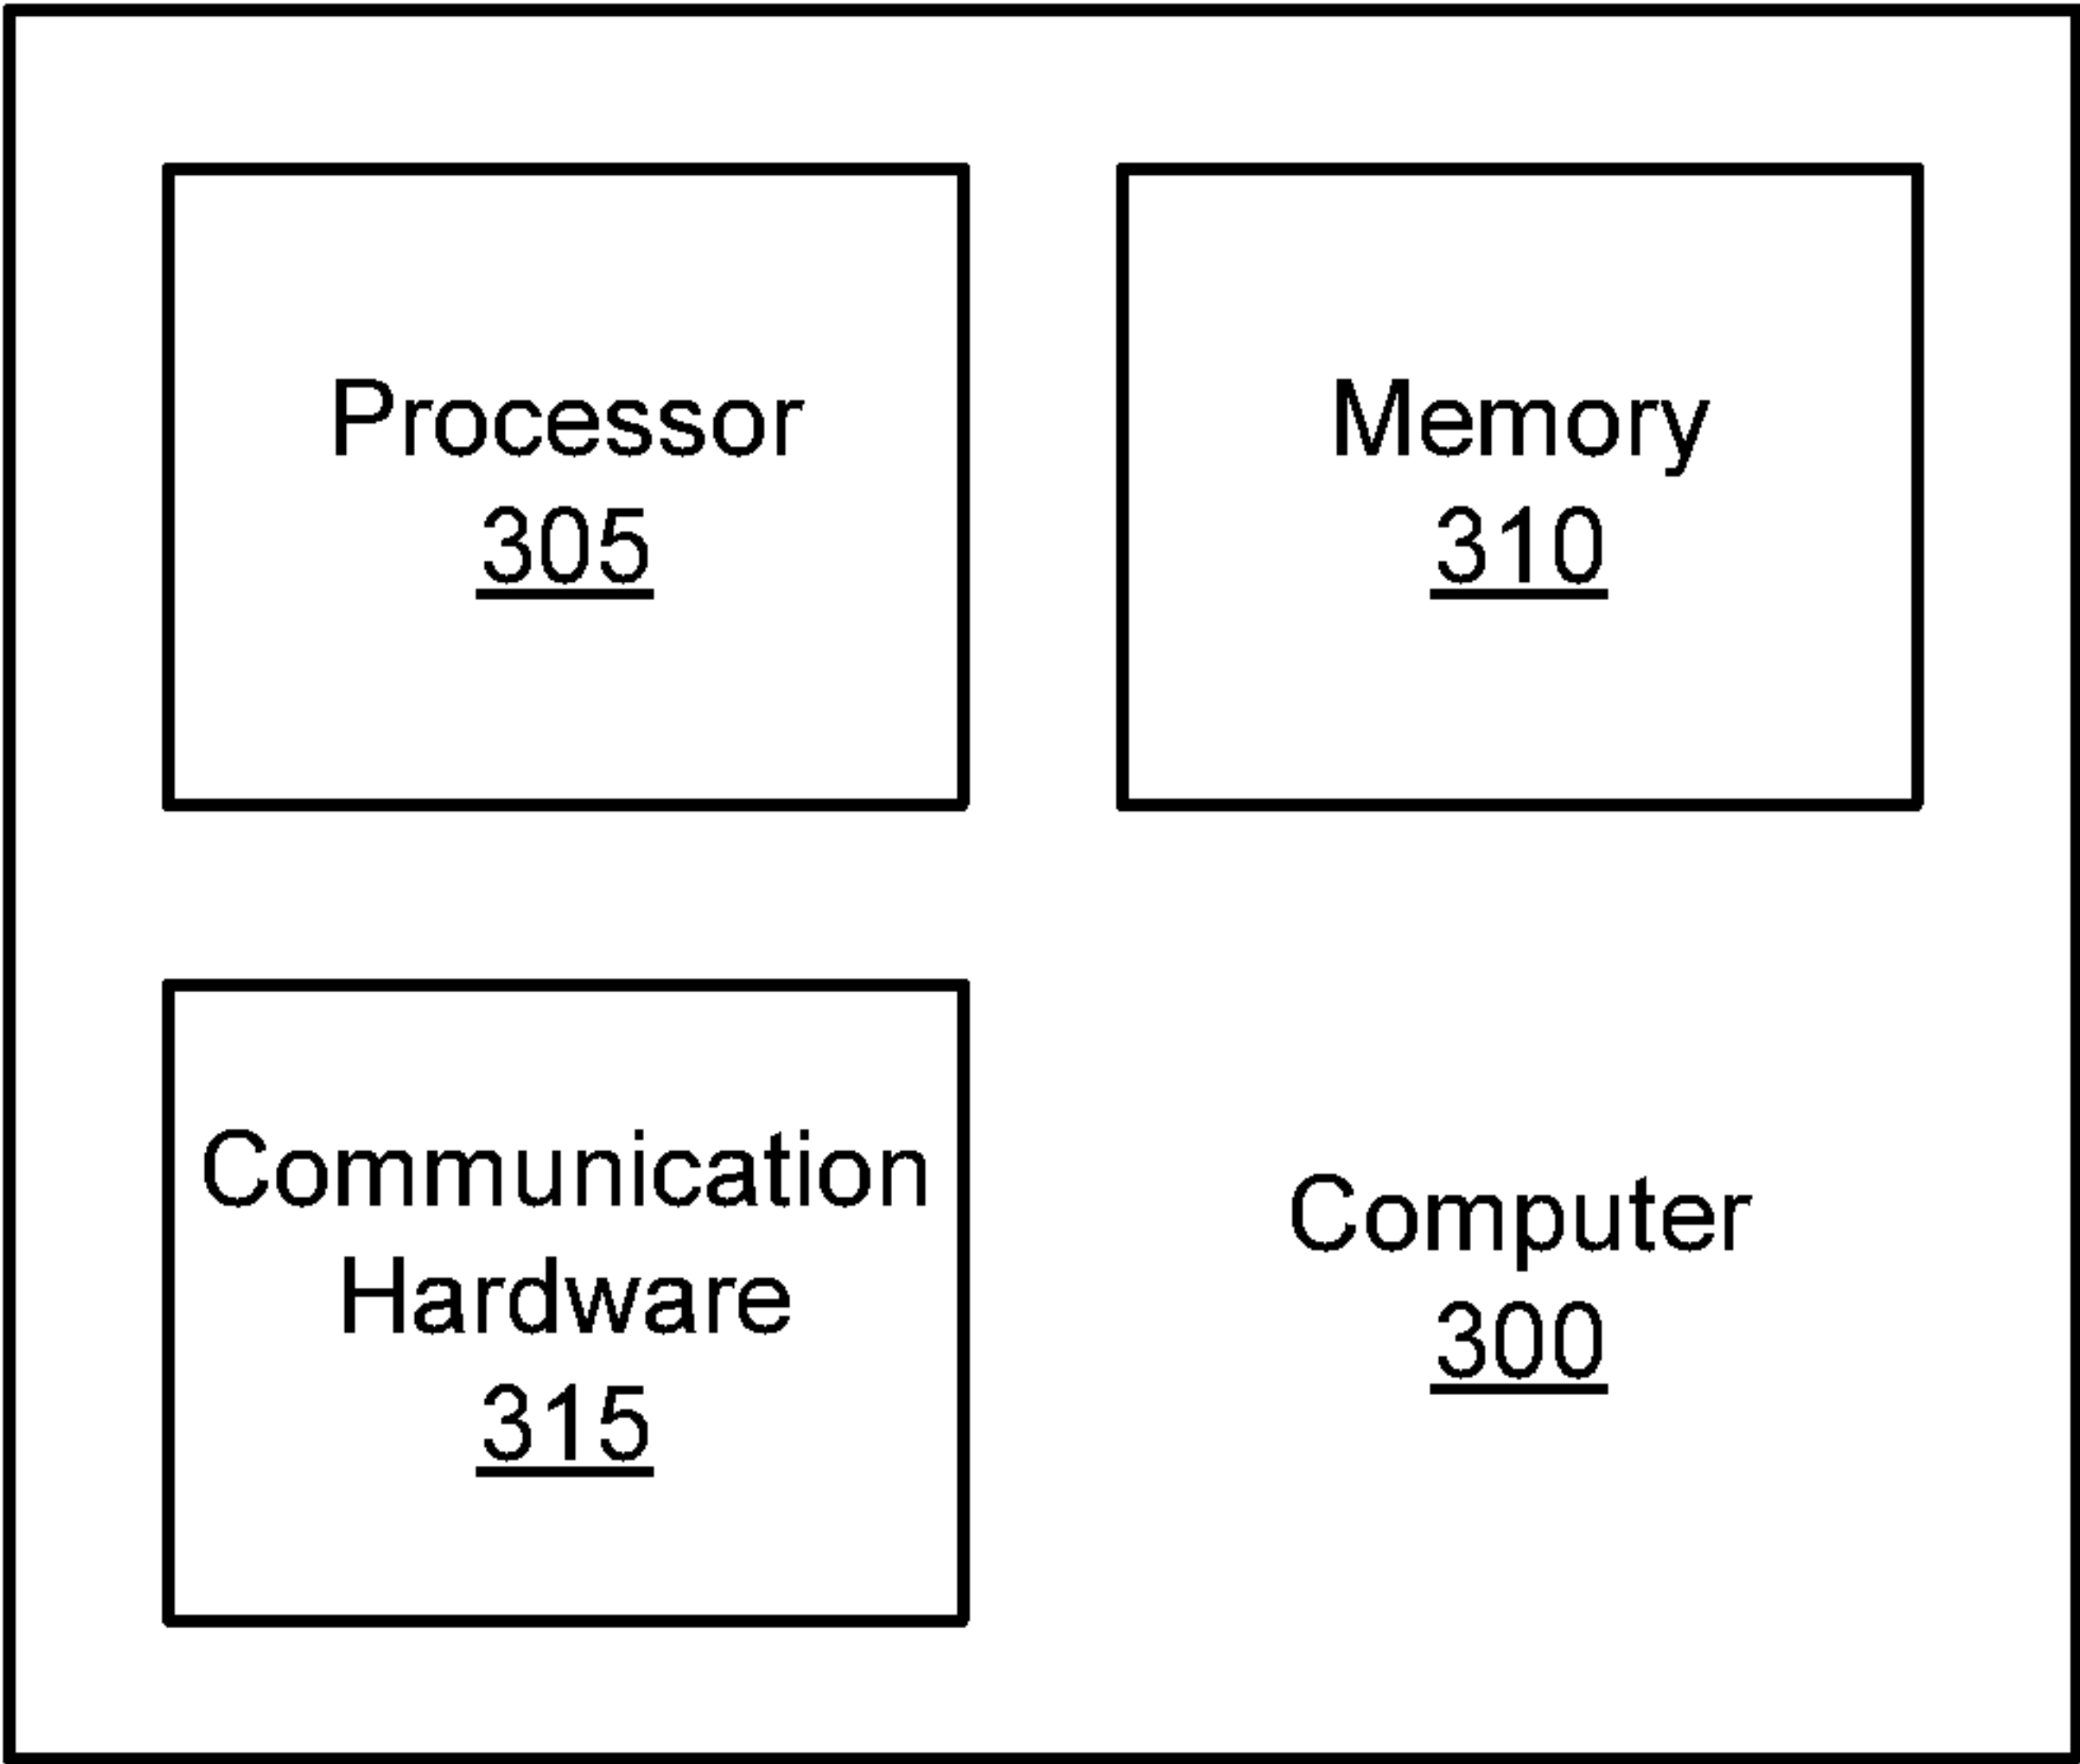 Processor
305
Memory
310
Communication
Hardware
315
Computer
300